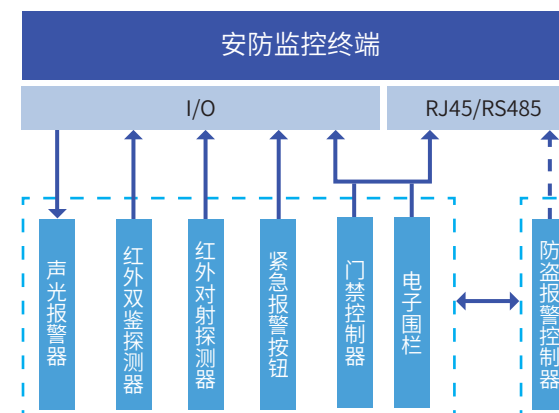 安防监控终端
I/O
RJ45/RS485
声光报警器
红外双鉴探测器
红外对射探测器
紧急报警按钮
门禁控制器
电子围栏
防盗报警控制器